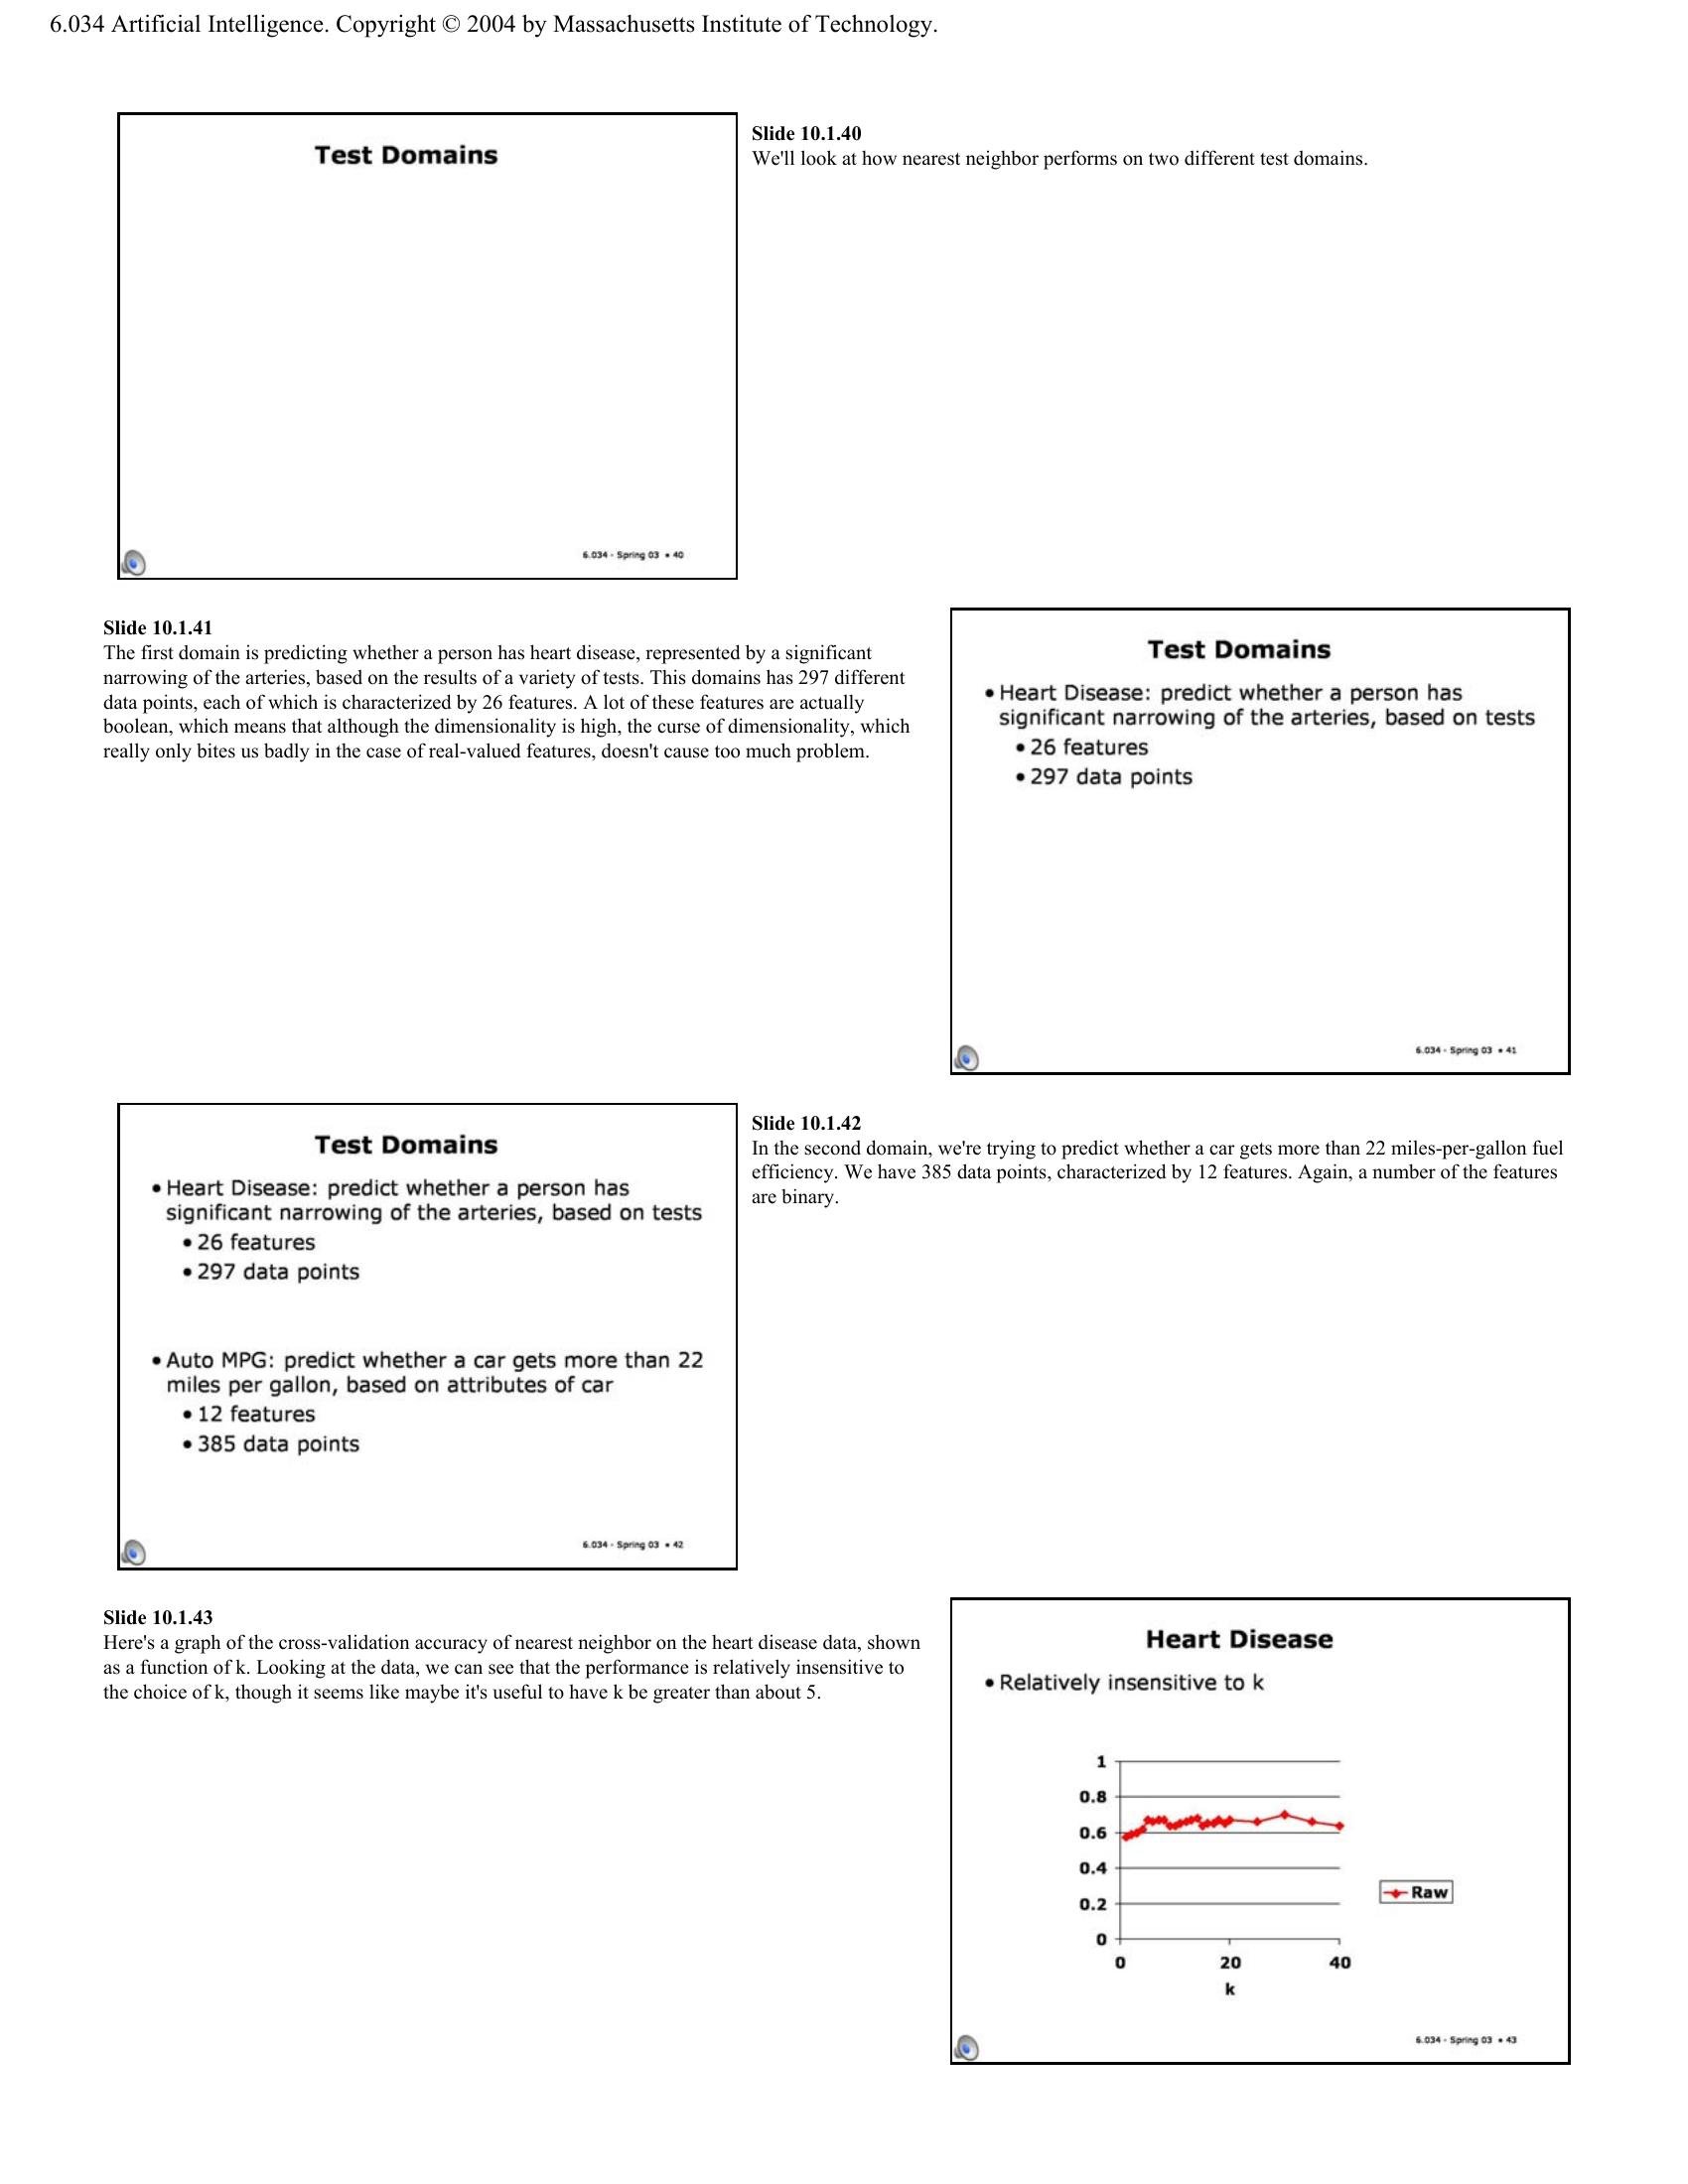 6.034 Artificial Intelligence. Copyright © 2004 by Massachusetts Institute of Technology.
Test Domains
6.034 - Spring 03 • 40
Slide 10.1.40
We'll look at how nearest neighbor performs on two different test domains.
Slide 10.1.41
The first domain is predicting whether a person has heart disease, represented by a significant
narrowing of the arteries, based on the results of a variety of tests. This domains has 297 different
data points, each of which is characterized by 26 features. A lot of these features are actually
boolean, which means that although the dimensionality is high, the curse of dimensionality, which
really only bites us badly in the case of real-valued features, doesn't cause too much problem.
Test Domains
• Heart Disease: predict whether a person has
significant narrowing of the arteries, based on tests
• 26 features
• 297 data points
6.034 - Spring 03 • 41
Test Domains
• Heart Disease: predict whether a person has
significant narrowing of the arteries, based on tests
• 26 features
• 297 data points
• Auto MPG: predict whether a car gets more than 22
miles per gallon, based on attributes of car
• 12 features
• 385 data points
6.034 - Spring 03 • 42
Slide 10.1.42
In the second domain, we're trying to predict whether a car gets more than 22 miles-per-gallon fuel
efficiency. We have 385 data points, characterized by 12 features. Again, a number of the features
are binary.
Slide 10.1.43
Here's a graph of the cross-validation accuracy of nearest neighbor on the heart disease data, shown
as a function of k. Looking at the data, we can see that the performance is relatively insensitive to
the choice of k, though it seems like maybe it's useful to have k be greater than about 5.
Heart Disease
• Relatively insensitive to k
1
0.8
0.6
0.4
0.2
0
0 20 40
k
Raw
6.034 - Spring 03 • 43